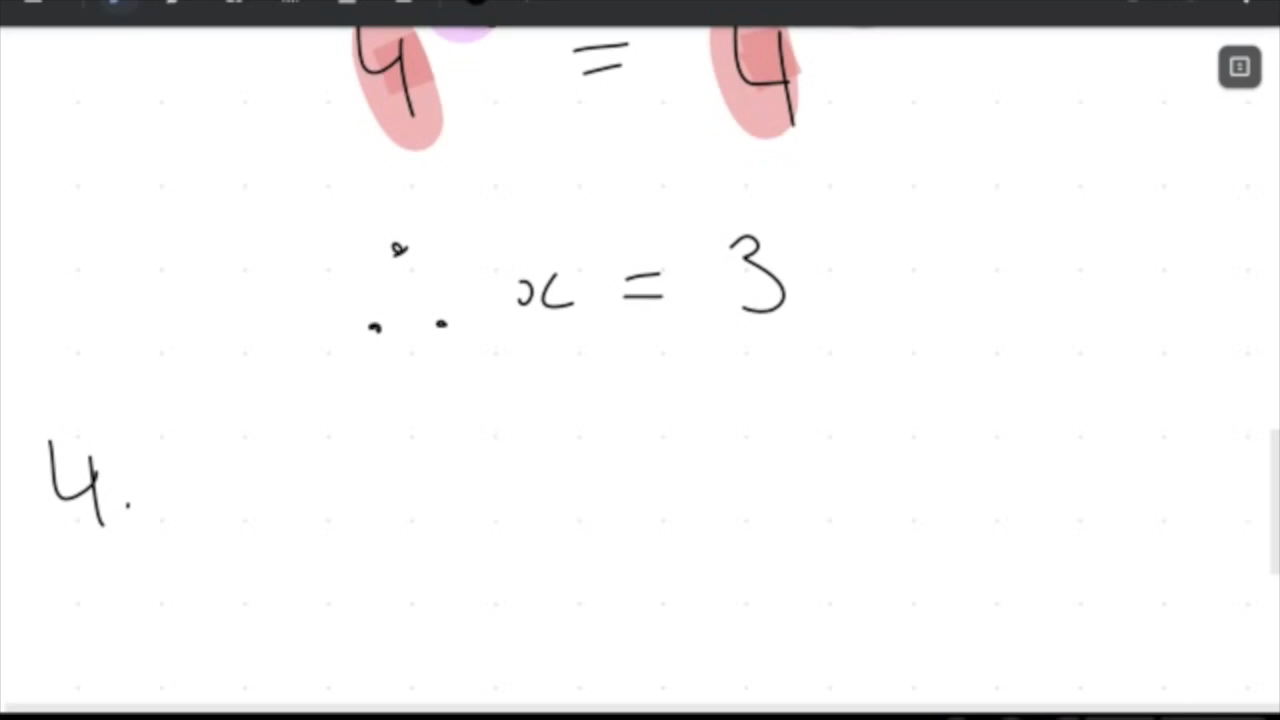 4 = 4
∴ x = 3
4.